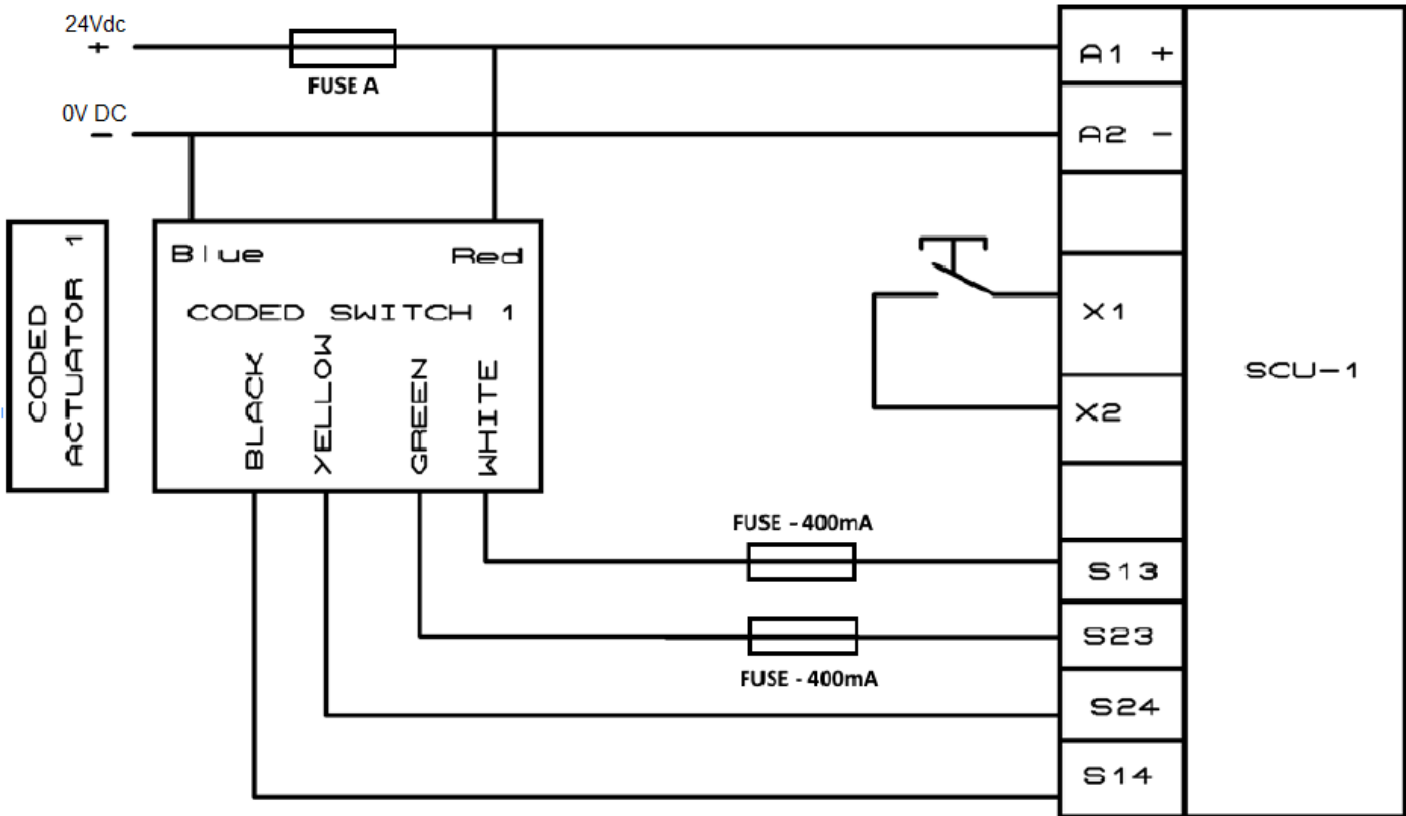 24Vdc
+
FUSE A
A1 +
0V DC
−
A2 −
CODED
ACTUATOR 1
Blue
Red
CODED SWITCH 1
BLACK
YELLOW
GREEN
WHITE
X1
X2
SCU-1
FUSE - 400mA
S13
S23
FUSE - 400mA
S24
S14